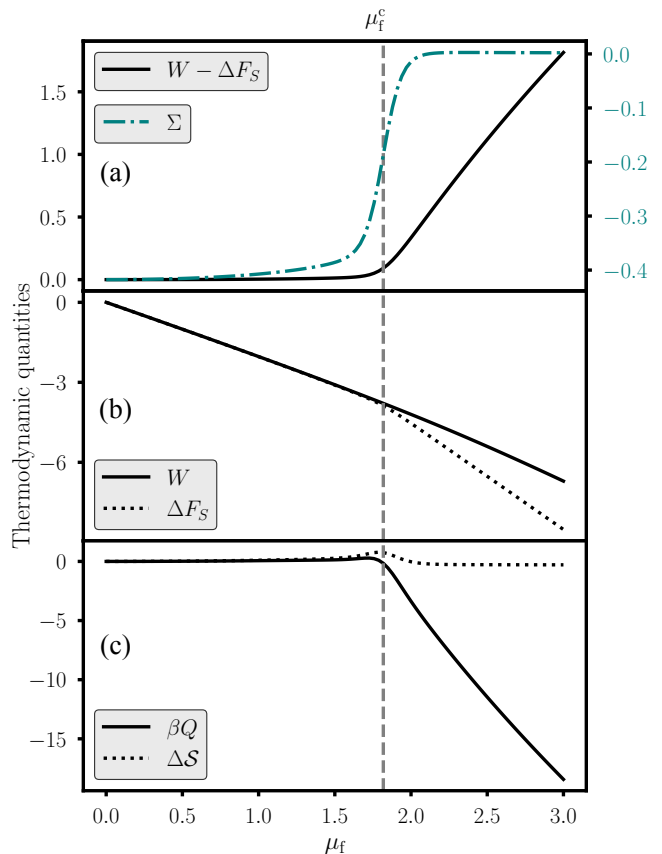 μ_f^c
W − ΔF_S
Σ
(a)
1.5
1.0
0.5
0.0
0.0
−0.1
−0.2
−0.3
−0.4
Thermodynamic quantities
0
−3
−6
(b)
W
ΔF_S
0
−5
−10
−15
(c)
βQ
Δ𝒮
0.0 0.5 1.0 1.5 2.0 2.5 3.0
μ_f